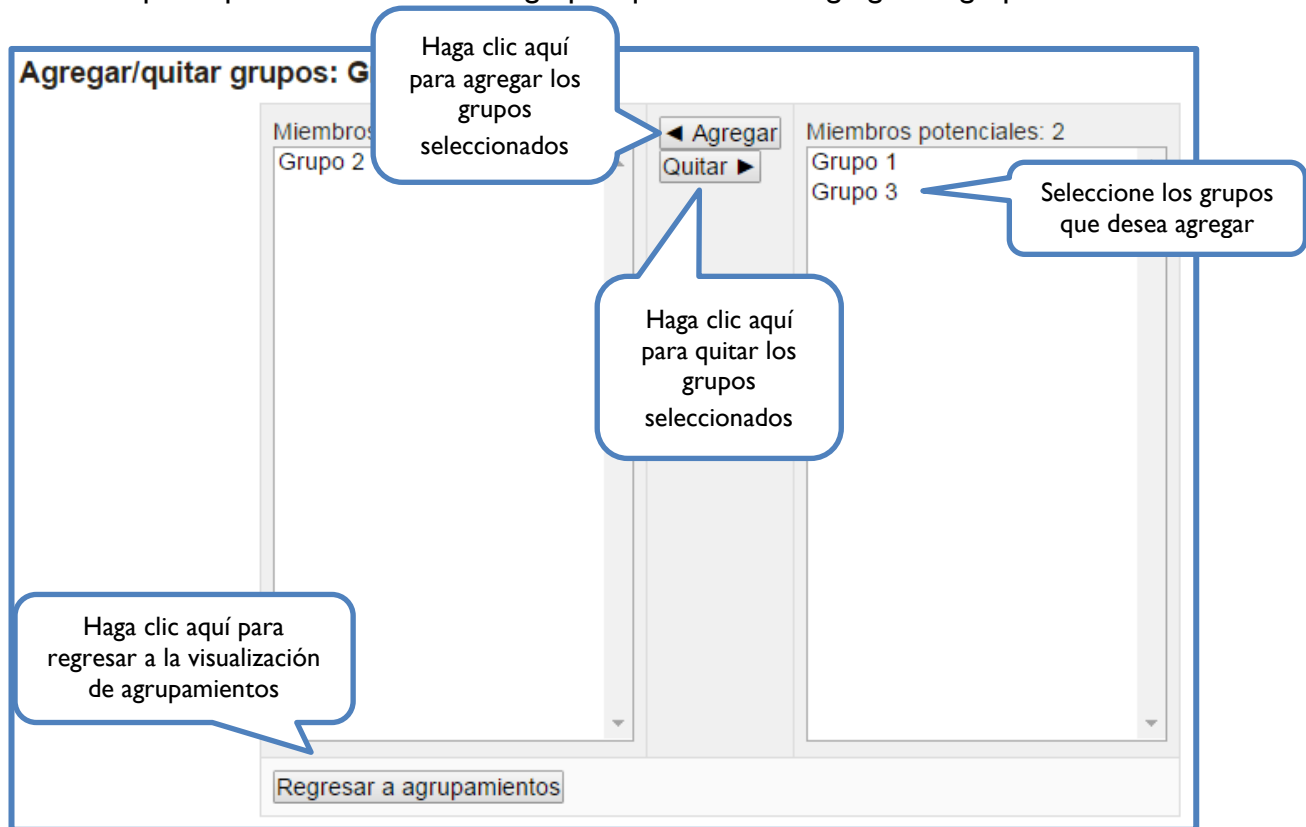 Agregar/quitar grupos: G
Haga clic aquí
para agregar los
grupos
seleccionados
Miembros
Grupo 2
◄ Agregar
Quitar ►
Miembros potenciales: 2
Grupo 1
Grupo 3
Seleccione los grupos
que desea agregar
Haga clic aquí
para quitar los
grupos
seleccionados
Haga clic aquí para
regresar a la visualización
de agrupamientos
Regresar a agrupamientos